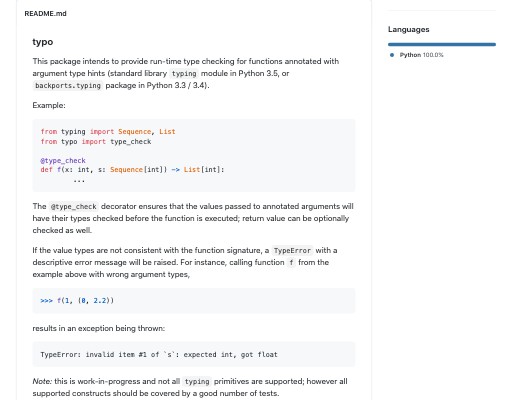 README.md
typo
This package intends to provide run-time type checking for functions annotated with
argument type hints (standard library typing module in Python 3.5, or
backports.typing package in Python 3.3 / 3.4).
Example:
from typing import Sequence, List
from typo import type_check
@type_check
def f(x: int, s: Sequence[int]) -> List[int]:
...
The @type_check decorator ensures that the values passed to annotated arguments will
have their types checked before the function is executed; return value can be optionally
checked as well.
If the value types are not consistent with the function signature, a TypeError with a
descriptive error message will be raised. For instance, calling function f from the
example above with wrong argument types,
>>> f(1, (0, 2.2))
results in an exception being thrown:
TypeError: invalid item #1 of `s`: expected int, got float
Note: this is work-in-progress and not all typing primitives are supported; however all
supported constructs should be covered by a good number of tests.
Languages
Python 100.0%